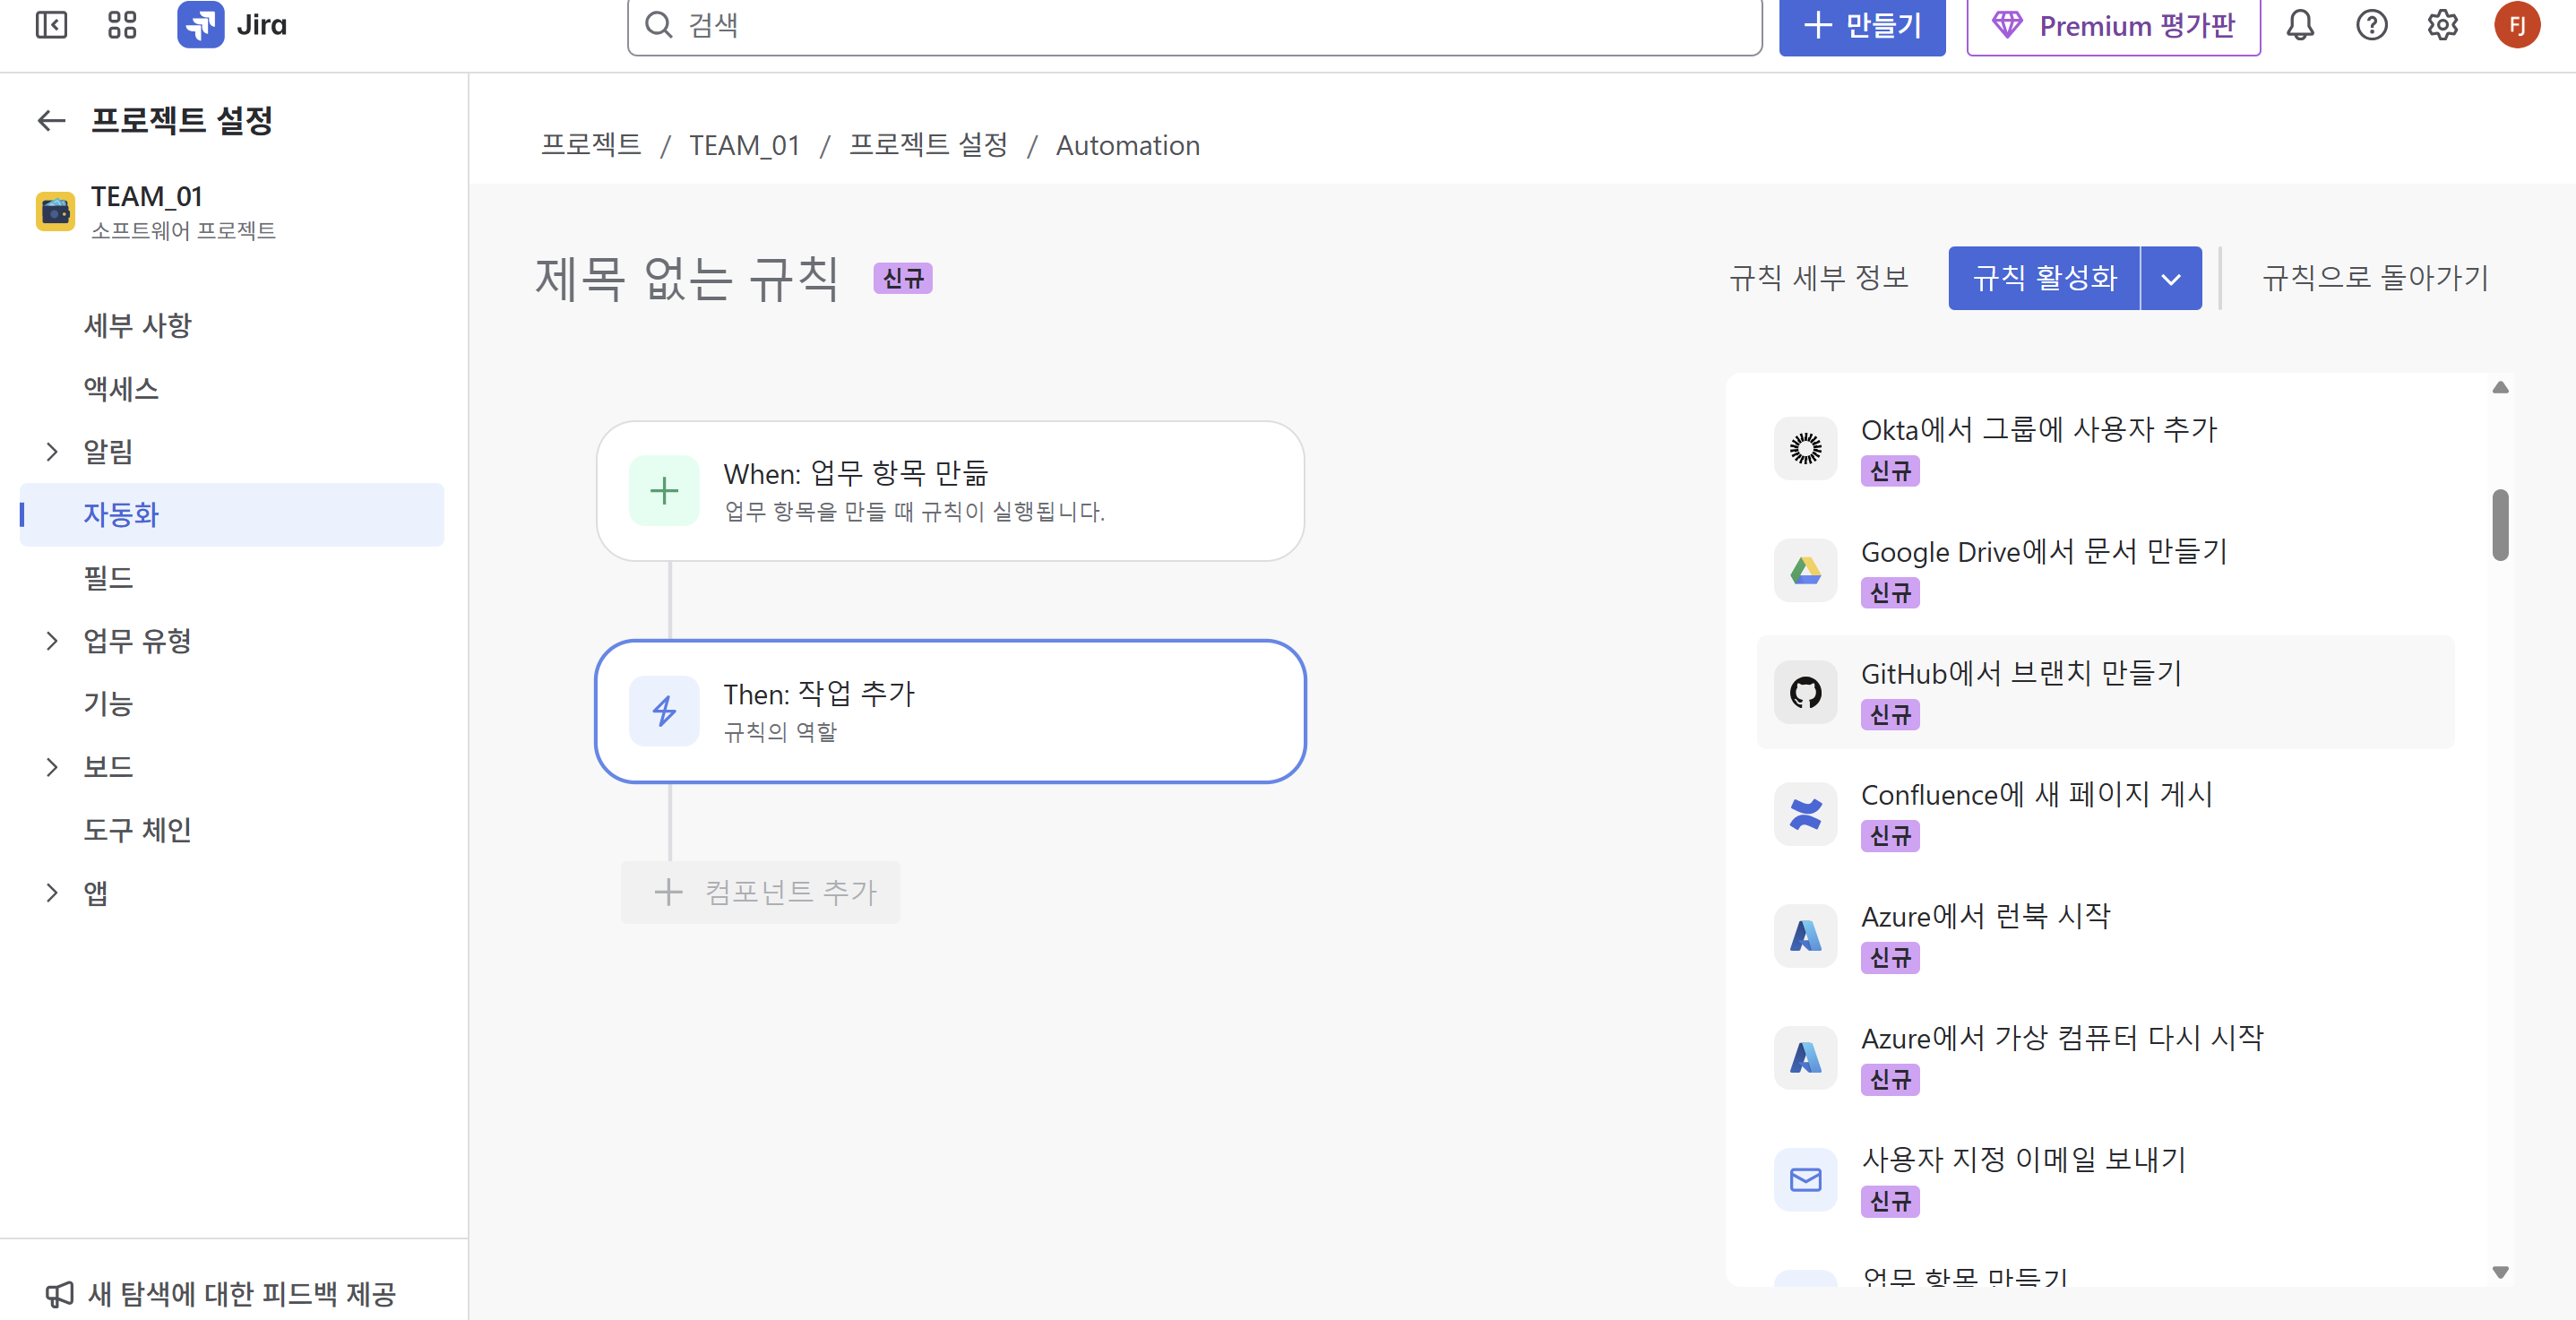 Jira
검색
만들기
Premium 평가판
FJ
프로젝트 설정
TEAM_01
소프트웨어 프로젝트
세부 사항
액세스
알림
자동화
필드
업무 유형
기능
보드
도구 체인
앱
새 탐색에 대한 피드백 제공
프로젝트 / TEAM_01 / 프로젝트 설정 / Automation
제목 없는 규칙 신규
규칙 세부 정보
규칙 활성화
규칙으로 돌아가기
When: 업무 항목 만듦
업무 항목을 만들 때 규칙이 실행됩니다.
Then: 작업 추가
규칙의 역할
컴포넌트 추가
Okta에서 그룹에 사용자 추가
신규
Google Drive에서 문서 만들기
신규
GitHub에서 브랜치 만들기
신규
Confluence에 새 페이지 게시
신규
Azure에서 런북 시작
신규
Azure에서 가상 컴퓨터 다시 시작
신규
사용자 지정 이메일 보내기
신규
업무 항목 만들기